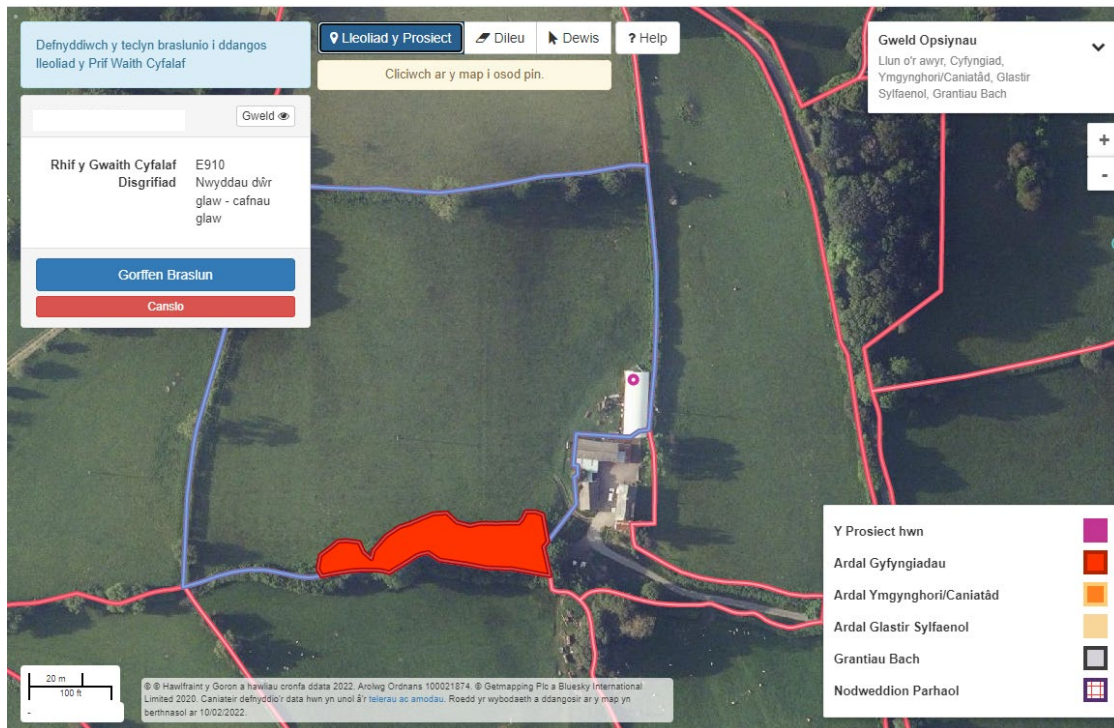 Defnyddiwch y teclyn braslunio i ddangos
lleoliad y Prif Waith Cyfalaf
Lleoliad y Prosiect
Dileu
Dewis
? Help
Cliciwch ar y map i osod pin.
Gweld Opsiynau
Llun o'r awyr, Cyfyngiad,
Ymgynghori/Caniatâd, Glastir
Sylfaenol, Grantiau Bach
+
-
Gweld
Rhif y Gwaith Cyfalaf E910
Disgrifiad Nwyddau dŵr
glaw - cafnau
glaw
Gorffen Braslun
Canslo
Y Prosiect hwn
Ardal Gyfyngiadau
Ardal Ymgynghori/Caniatâd
Ardal Glastir Sylfaenol
Grantiau Bach
Nodweddion Parhaol
20 m
100 ft
-
© © Hawlfraint y Goron a hawliau cronfa ddata 2022. Arolwg Ordnans 100021874. © Getmapping Plc a Bluesky International
Limited 2020. Caniateir defnyddio'r data hwn yn unol â'r telerau ac amodau. Roedd yr wybodaeth a ddangosir ar y map yn
berthnasol ar 10/02/2022.